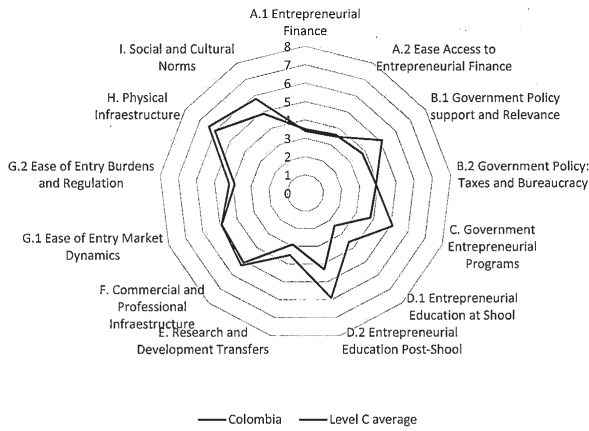 A.1 Entrepreneurial
Finance
I. Social and Cultural
Norms
A.2 Ease Access to
Entrepreneurial Finance
H. Physical
Infraestructure
B.1 Government Policy
support and Relevance
G.2 Ease of Entry Burdens
and Regulation
B.2 Government Policy:
Taxes and Bureaucracy
G.1 Ease of Entry Market
Dynamics
C. Government
Entrepreneurial
Programs
F. Commercial and
Professional
Infraestructure
D.1 Entrepreneurial
Education at Shool
E. Research and
Development Transfers
D.2 Entrepreneurial
Education Post-Shool
8
7
6
5
4
3
2
1
0
Colombia
Level C average